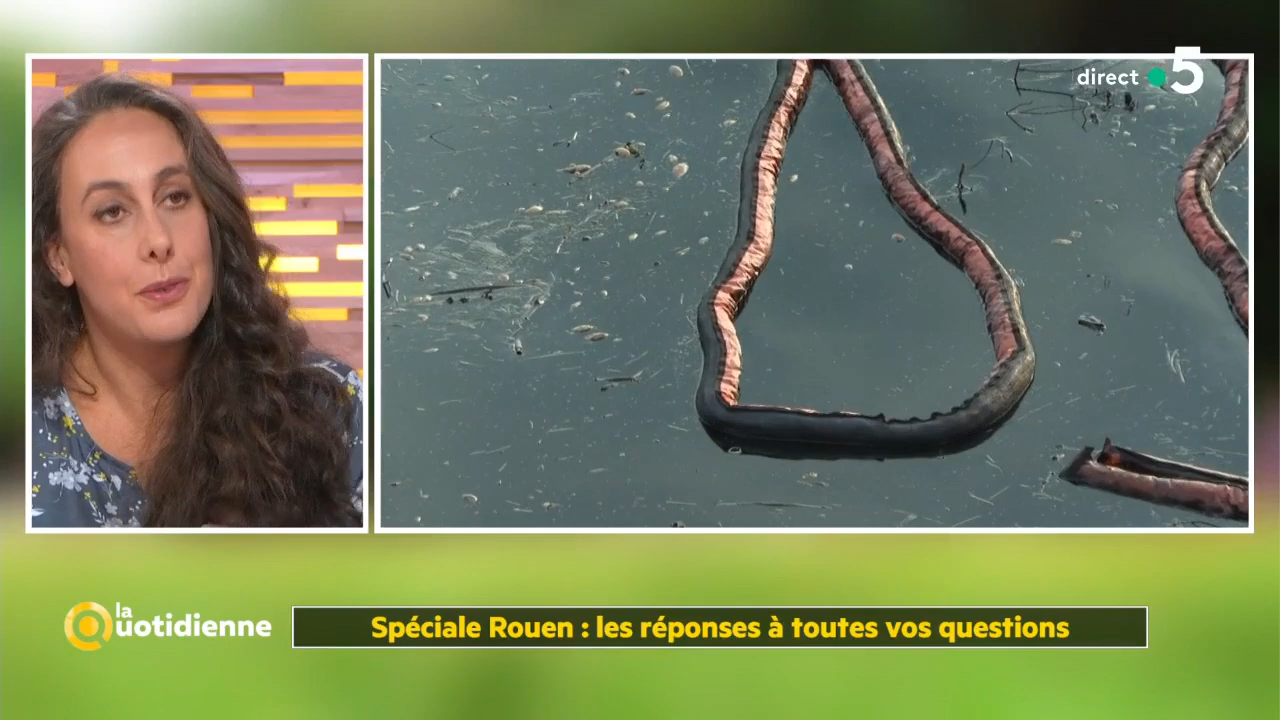 direct 5
la
Quotidienne
Spéciale Rouen : les réponses à toutes vos questions